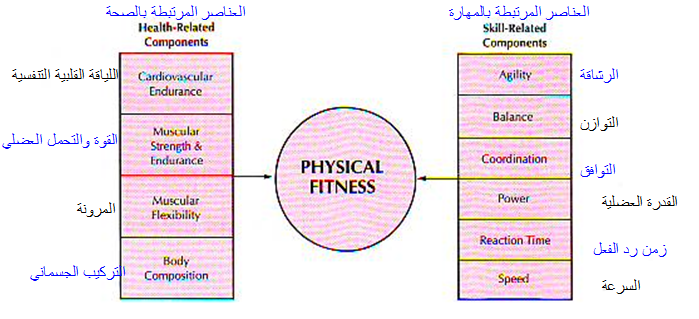 العناصر المرتبطة بالصحة
Health-Related
Components
اللياقة القلبية التنفسية
Cardiovascular
Endurance
القوة والتحمل العضلي
Muscular
Strength &
Endurance
المرونة
Muscular
Flexibility
التركيب الجسماني
Body
Composition
PHYSICAL
FITNESS
العناصر المرتبطة بالمهارة
Skill-Related
Components
Agility
الرشاقة
Balance
التوازن
Coordination
التوافق
Power
القدرة العضلية
Reaction Time
زمن رد الفعل
Speed
السرعة